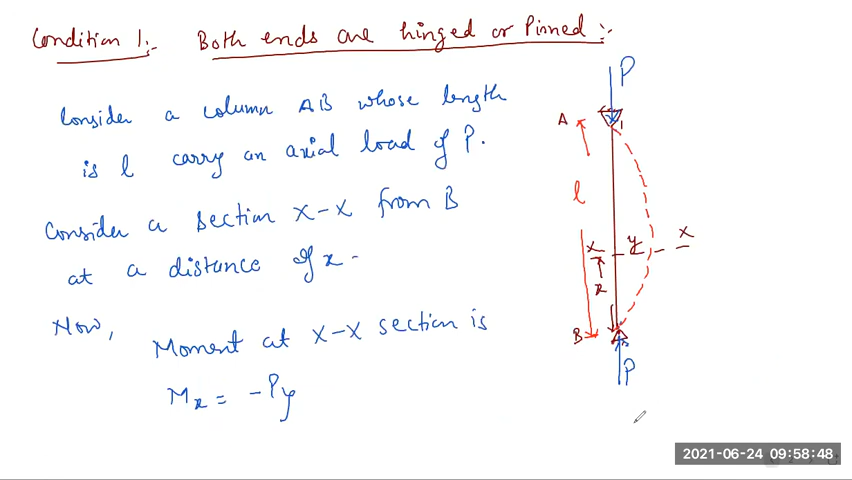 Condition 1:. Both ends are hinged or Pinned :-
Consider a column AB whose length
is l carry an axial load of P.
Consider a section X-X from B
at a distance of x.
Now,
Moment at X-X section is
Mx = -Py
P
A
l
X
y
X
x
B
P
2021-06-24 09:58:48